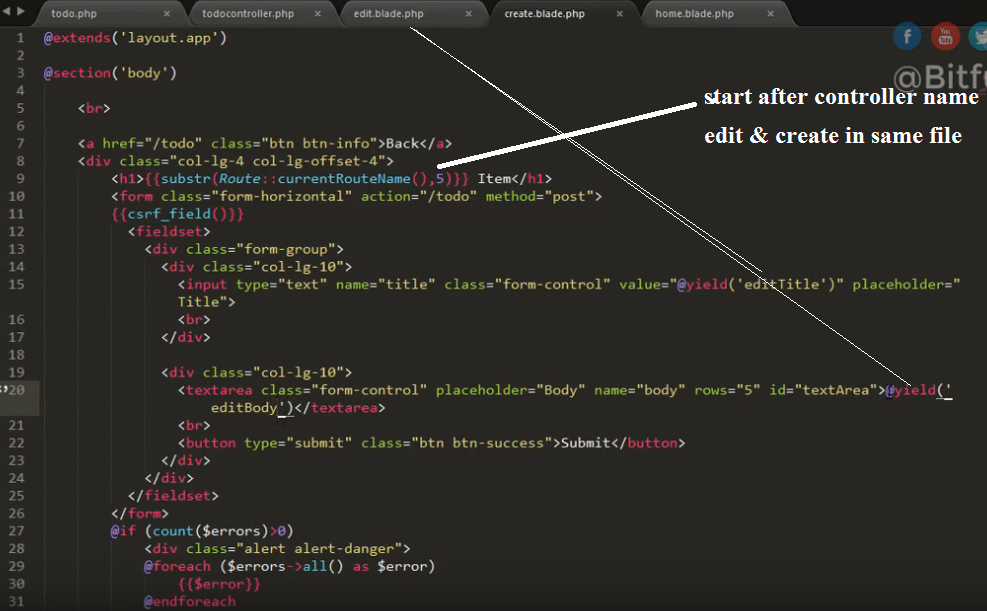 todo.php × todocontroller.php × edit.blade.php × create.blade.php × home.blade.php ×
1 @extends('layout.app')
2
3 @section('body')
4
5 <br>
@Bitf
start after controller name
edit & create in same file
6
7 <a href="/todo" class="btn btn-info">Back</a>
8 <div class="col-lg-4 col-lg-offset-4">
9 <h1>{{substr(Route::currentRouteName(),5)}} Item</h1>
10 <form class="form-horizontal" action="/todo" method="post">
11 {{csrf_field()}}
12 <fieldset>
13 <div class="form-group">
14 <div class="col-lg-10">
15 <input type="text" name="title" class="form-control" value="@yield('editTitle')" placeholder="
Title">
16 <br>
17 </div>
18
19 <div class="col-lg-10">
20 <textarea class="form-control" placeholder="Body" name="body" rows="5" id="textArea">@yield('
editBody')</textarea>
21 <br>
22 <button type="submit" class="btn btn-success">Submit</button>
23 </div>
24 </div>
25 </fieldset>
26 </form>
27 @if (count($errors)>0)
28 <div class="alert alert-danger">
29 @foreach ($errors->all() as $error)
30 {{$error}}
31 @endforeach